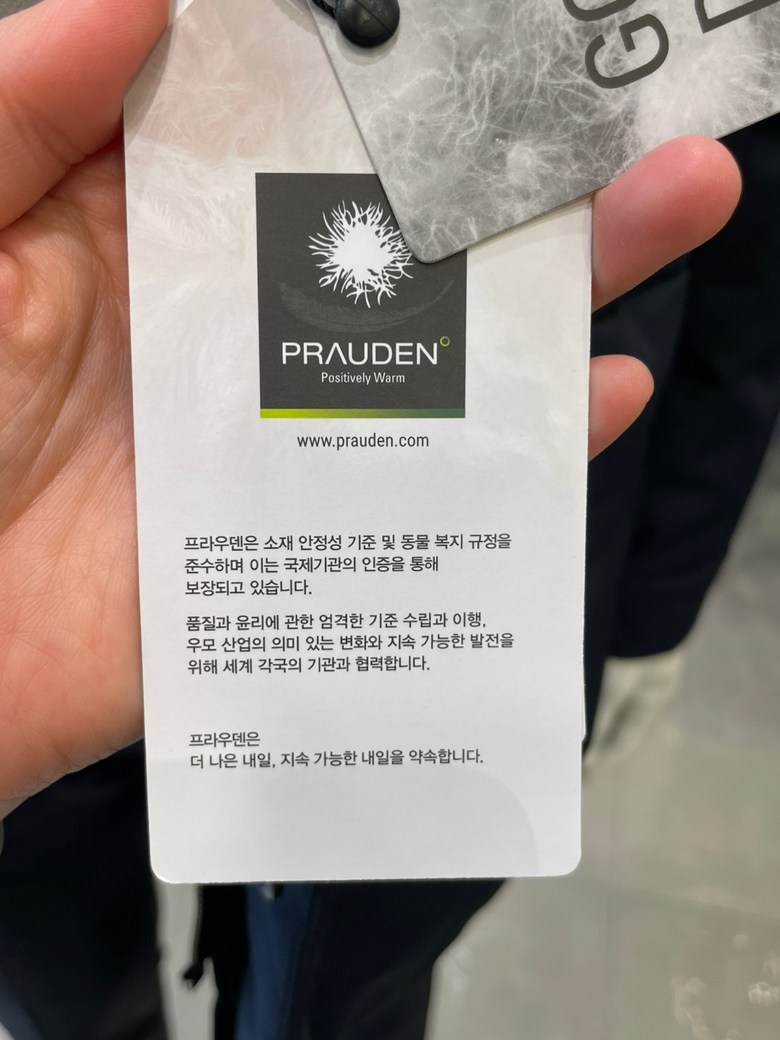 GO
D
PRAUDEN
Positively Warm
www.prauden.com
프라우덴은 소재 안정성 기준 및 동물 복지 규정을
준수하며 이는 국제기관의 인증을 통해
보장되고 있습니다.
품질과 윤리에 관한 엄격한 기준 수립과 이행,
우모 산업의 의미 있는 변화와 지속 가능한 발전을
위해 세계 각국의 기관과 협력합니다.
프라우덴은
더 나은 내일, 지속 가능한 내일을 약속합니다.